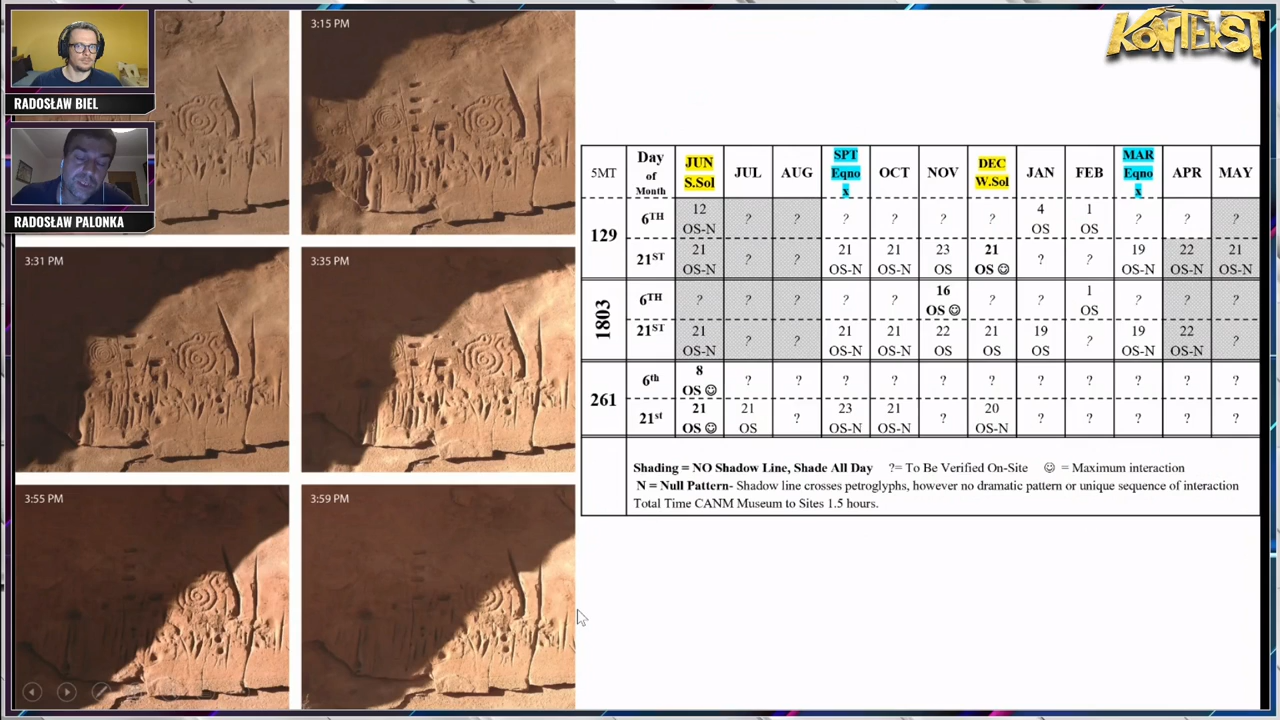 RADOSŁAW BIEL
RADOSŁAW PALONKA
KONTEKST
3:15 PM
3:31 PM
3:35 PM
3:55 PM
3:59 PM
5MT Day of Month JUN S.Sol JUL AUG SPT Eqno x OCT NOV DEC W.Sol JAN FEB MAR Eqno x APR MAY
129 6TH 12 OS-N ? ? ? ? ? ? 4 OS 1 OS ? ? ?
21ST 21 OS-N ? ? 21 OS-N 21 OS-N 23 OS 21 OS ☺ ? ? 19 OS-N 22 OS-N 21 OS-N
1803 6TH ? ? ? ? ? 16 OS ☺ ? ? 1 OS ? ? ?
21ST 21 OS-N ? ? 21 OS-N 21 OS-N 22 OS 21 OS 19 OS ? 19 OS-N 22 OS-N ?
261 6th 8 OS ☺ ? ? ? ? ? ? ? ? ? ? ?
21st 21 OS ☺ 21 OS ? 23 OS-N 21 OS-N ? 20 OS-N ? ? ? ? ?
Shading = NO Shadow Line, Shade All Day ?= To Be Verified On-Site ☺ = Maximum interaction
N = Null Pattern- Shadow line crosses petroglyphs, however no dramatic pattern or unique sequence of interaction
Total Time CANM Museum to Sites 1.5 hours.